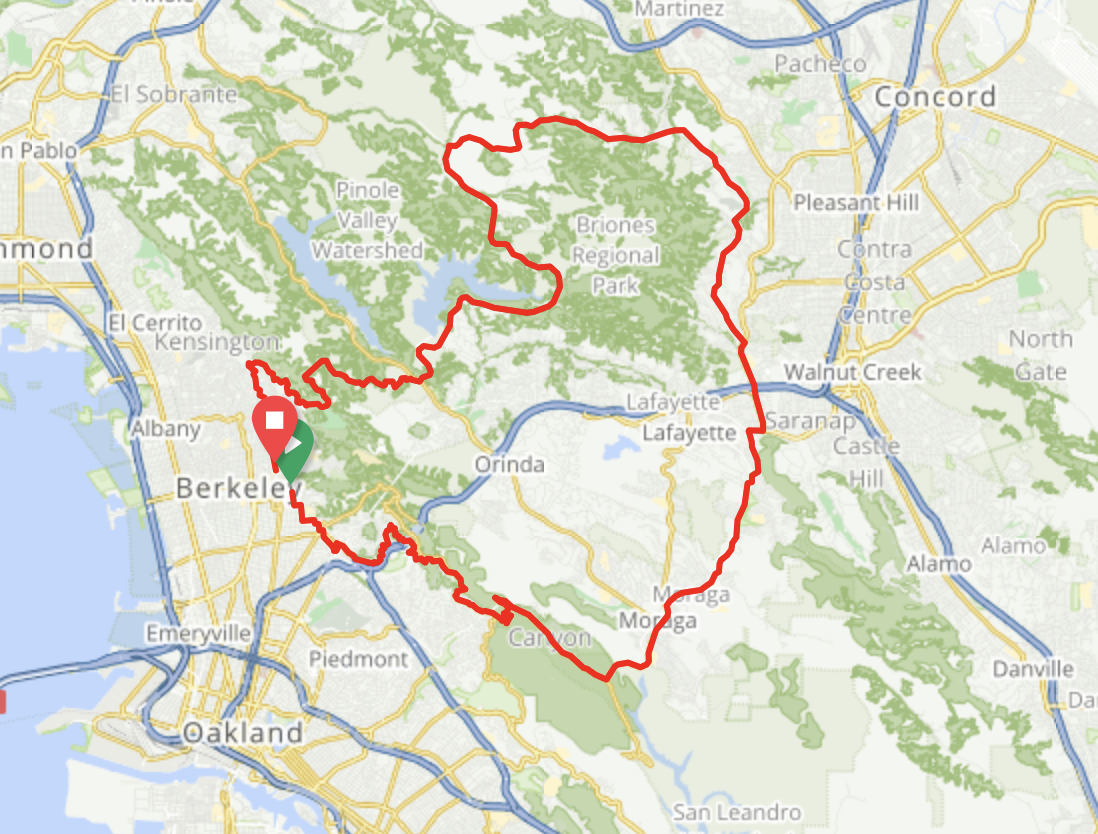 Martinez
Pacheco
El Sobrante
Concord
n Pablo
Pinole
Valley
Watershed
Pleasant Hill
Briones
Regional
Park
mmond
Contra
Costa
Centre
El Cerrito
Kensington
North
Gate
Walnut Creek
Lafayette
Saranap
Albany
Lafayette
Castle
Hill
Orinda
Berkeley
Alamo
Alamo
Moraga
Moraga
Emeryville
Canyon
Piedmont
Danville
Da
Oakland
San Leandro